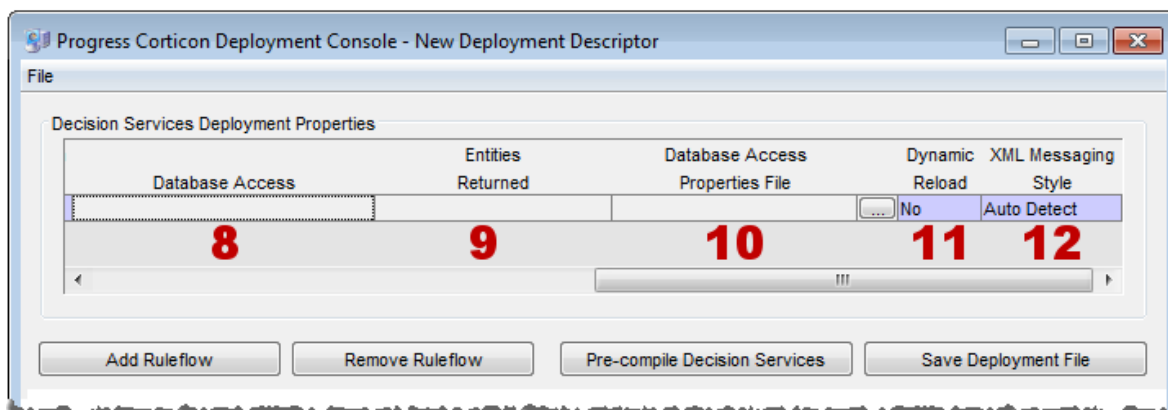 Progress Corticon Deployment Console - New Deployment Descriptor
File
Decision Services Deployment Properties
Database Access
Entities Returned
Database Access Properties File
Dynamic Reload
XML Messaging Style
...
No
Auto Detect
8
9
10
11
12
Add Ruleflow
Remove Ruleflow
Pre-compile Decision Services
Save Deployment File